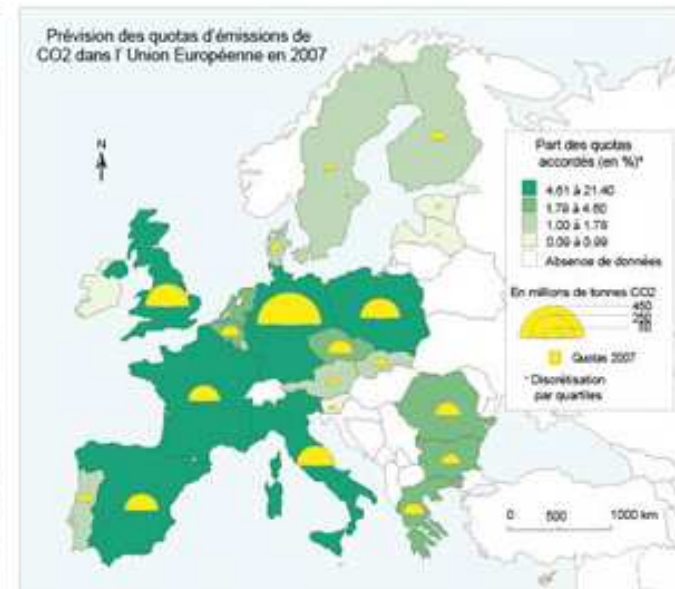 Prévision des quotas d'émissions de
CO2 dans l' Union Européenne en 2007
N
Part des quotas
accordés (en %)*
4.61 à 21.40
1.79 à 4.60
1.00 à 1.78
0.09 à 0.99
Absence de données
En millions de tonnes CO2
450
250
Quotas 2007
* Discrétisation
par quartiles
0 500 1000 km